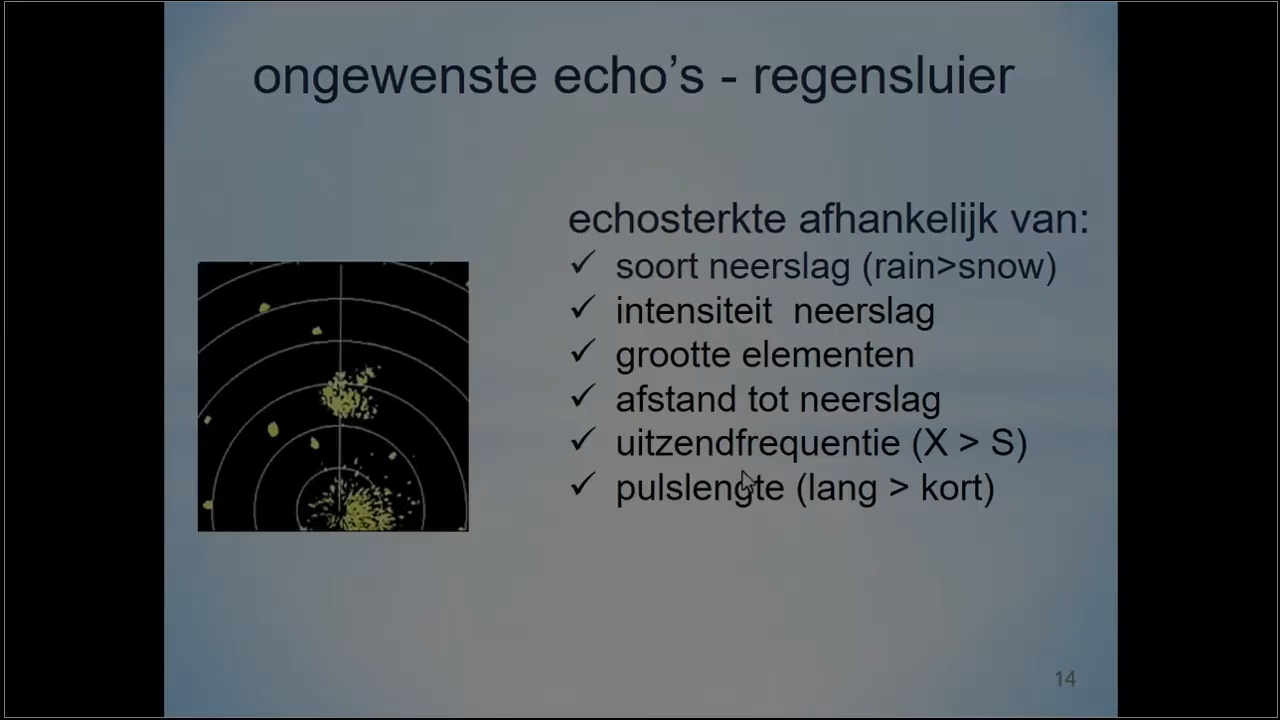 ongewenste echo's - regensluier
echosterkte afhankelijk van:
✓ soort neerslag (rain>snow)
✓ intensiteit neerslag
✓ grootte elementen
✓ afstand tot neerslag
✓ uitzendfrequentie (X > S)
✓ pulslengte (lang > kort)
14